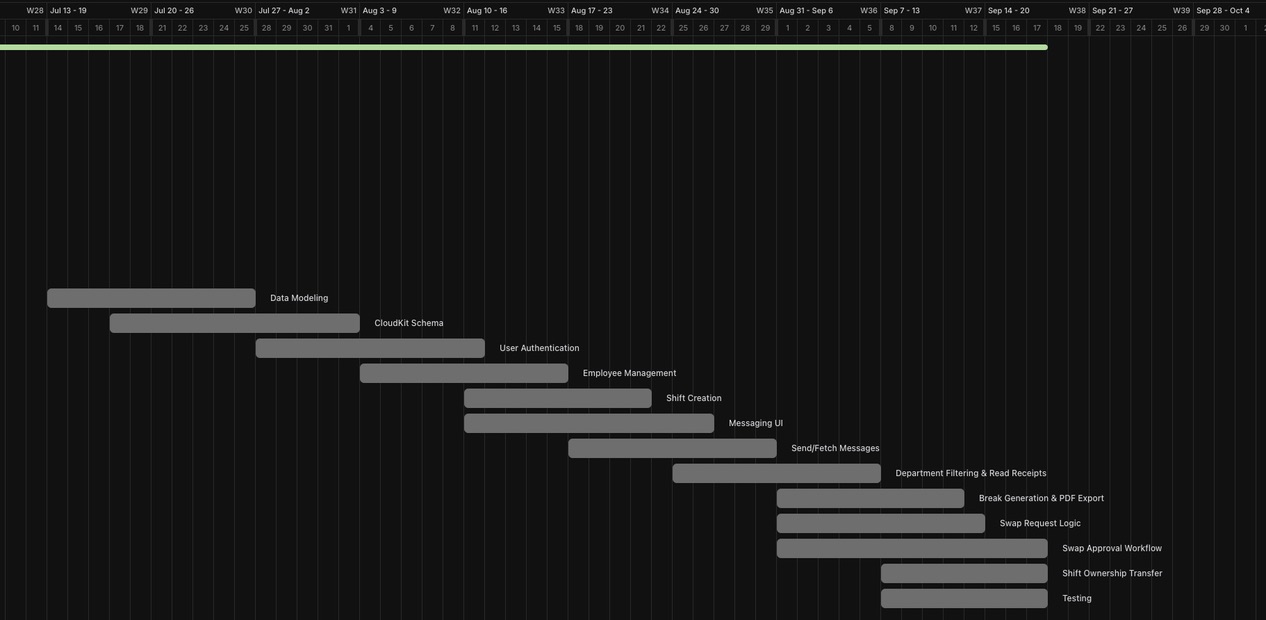 W28 Jul 13 - 19 W29 Jul 20 - 26 W30 Jul 27 - Aug 2 W31 Aug 3 - 9 W32 Aug 10 - 16 W33 Aug 17 - 23 W34 Aug 24 - 30 W35 Aug 31 - Sep 6 W36 Sep 7 - 13 W37 Sep 14 - 20 W38 Sep 21 - 27 W39 Sep 28 - Oct 4
10 11 14 15 16 17 18 21 22 23 24 25 28 29 30 31 1 4 5 6 7 8 11 12 13 14 15 18 19 20 21 22 25 26 27 28 29 1 2 3 4 5 8 9 10 11 12 15 16 17 18 19 22 23 24 25 26 29 30 1
Data Modeling
CloudKit Schema
User Authentication
Employee Management
Shift Creation
Messaging UI
Send/Fetch Messages
Department Filtering & Read Receipts
Break Generation & PDF Export
Swap Request Logic
Swap Approval Workflow
Shift Ownership Transfer
Testing